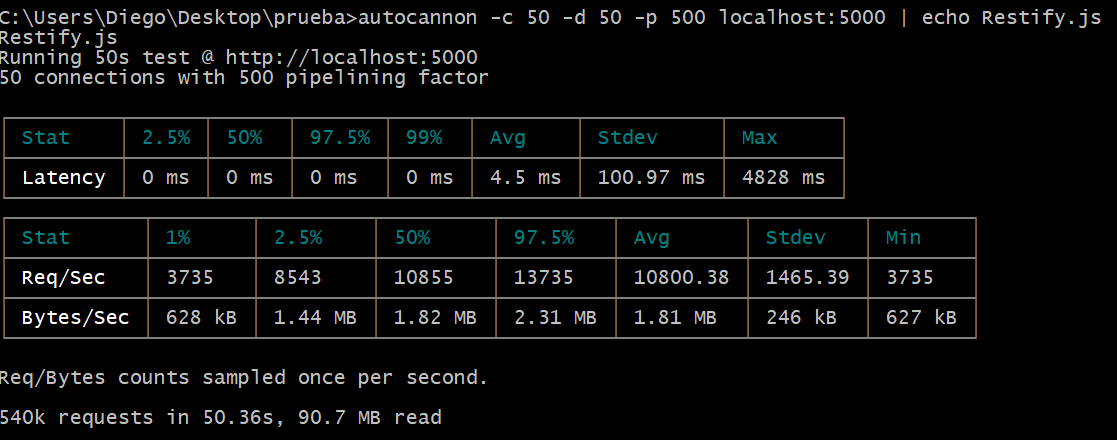 C:\Users\Diego\Desktop\prueba>autocannon -c 50 -d 50 -p 500 localhost:5000 | echo Restify.js
Restify.js
Running 50s test @ http://localhost:5000
50 connections with 500 pipelining factor
Stat 2.5% 50% 97.5% 99% Avg Stdev Max
Latency 0 ms 0 ms 0 ms 0 ms 4.5 ms 100.97 ms 4828 ms
Stat 1% 2.5% 50% 97.5% Avg Stdev Min
Req/Sec 3735 8543 10855 13735 10800.38 1465.39 3735
Bytes/Sec 628 kB 1.44 MB 1.82 MB 2.31 MB 1.81 MB 246 kB 627 kB
Req/Bytes counts sampled once per second.
540k requests in 50.36s, 90.7 MB read